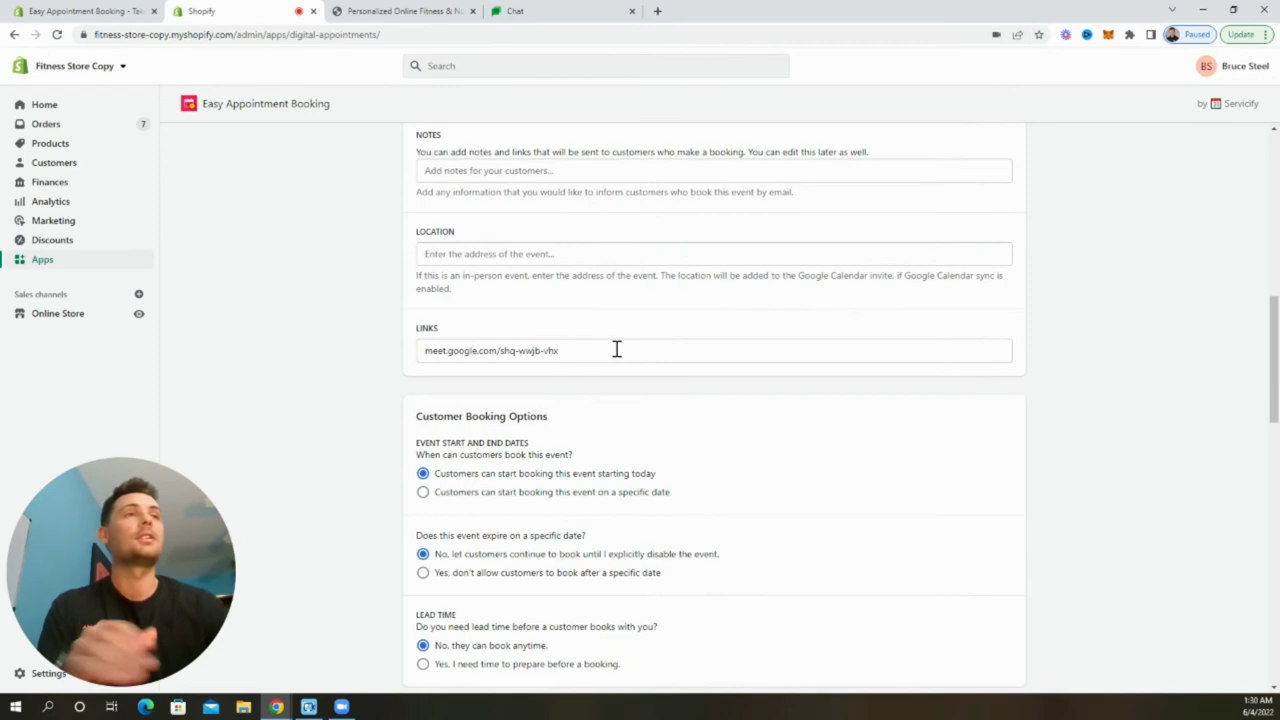 Easy Appointment Booking - Tak
Shopify
Personalized Online Fitness & Nu
Chat
fitness-store-copy.myshopify.com/admin/apps/digital-appointments/
Paused
Update
Fitness Store Copy
Search
BS
Bruce Steel
Home
Orders
7
Products
Customers
Finances
Analytics
Marketing
Discounts
Apps
Sales channels
Online Store
Settings
Easy Appointment Booking
by Servicify
NOTES
You can add notes and links that will be sent to customers who make a booking. You can edit this later as well.
Add notes for your customers...
Add any information that you would like to inform customers who book this event by email.
LOCATION
Enter the address of the event...
If this is an in-person event, enter the address of the event. The location will be added to the Google Calendar invite, if Google Calendar sync is
enabled.
LINKS
meet.google.com/shq-wwjb-vhx
Customer Booking Options
EVENT START AND END DATES
When can customers book this event?
Customers can start booking this event starting today
Customers can start booking this event on a specific date
Does this event expire on a specific date?
No, let customers continue to book until I explicitly disable the event.
Yes, don't allow customers to book after a specific date
LEAD TIME
Do you need lead time before a customer books with you?
No, they can book anytime.
Yes, I need time to prepare before a booking.
1:30 AM
6/4/2022